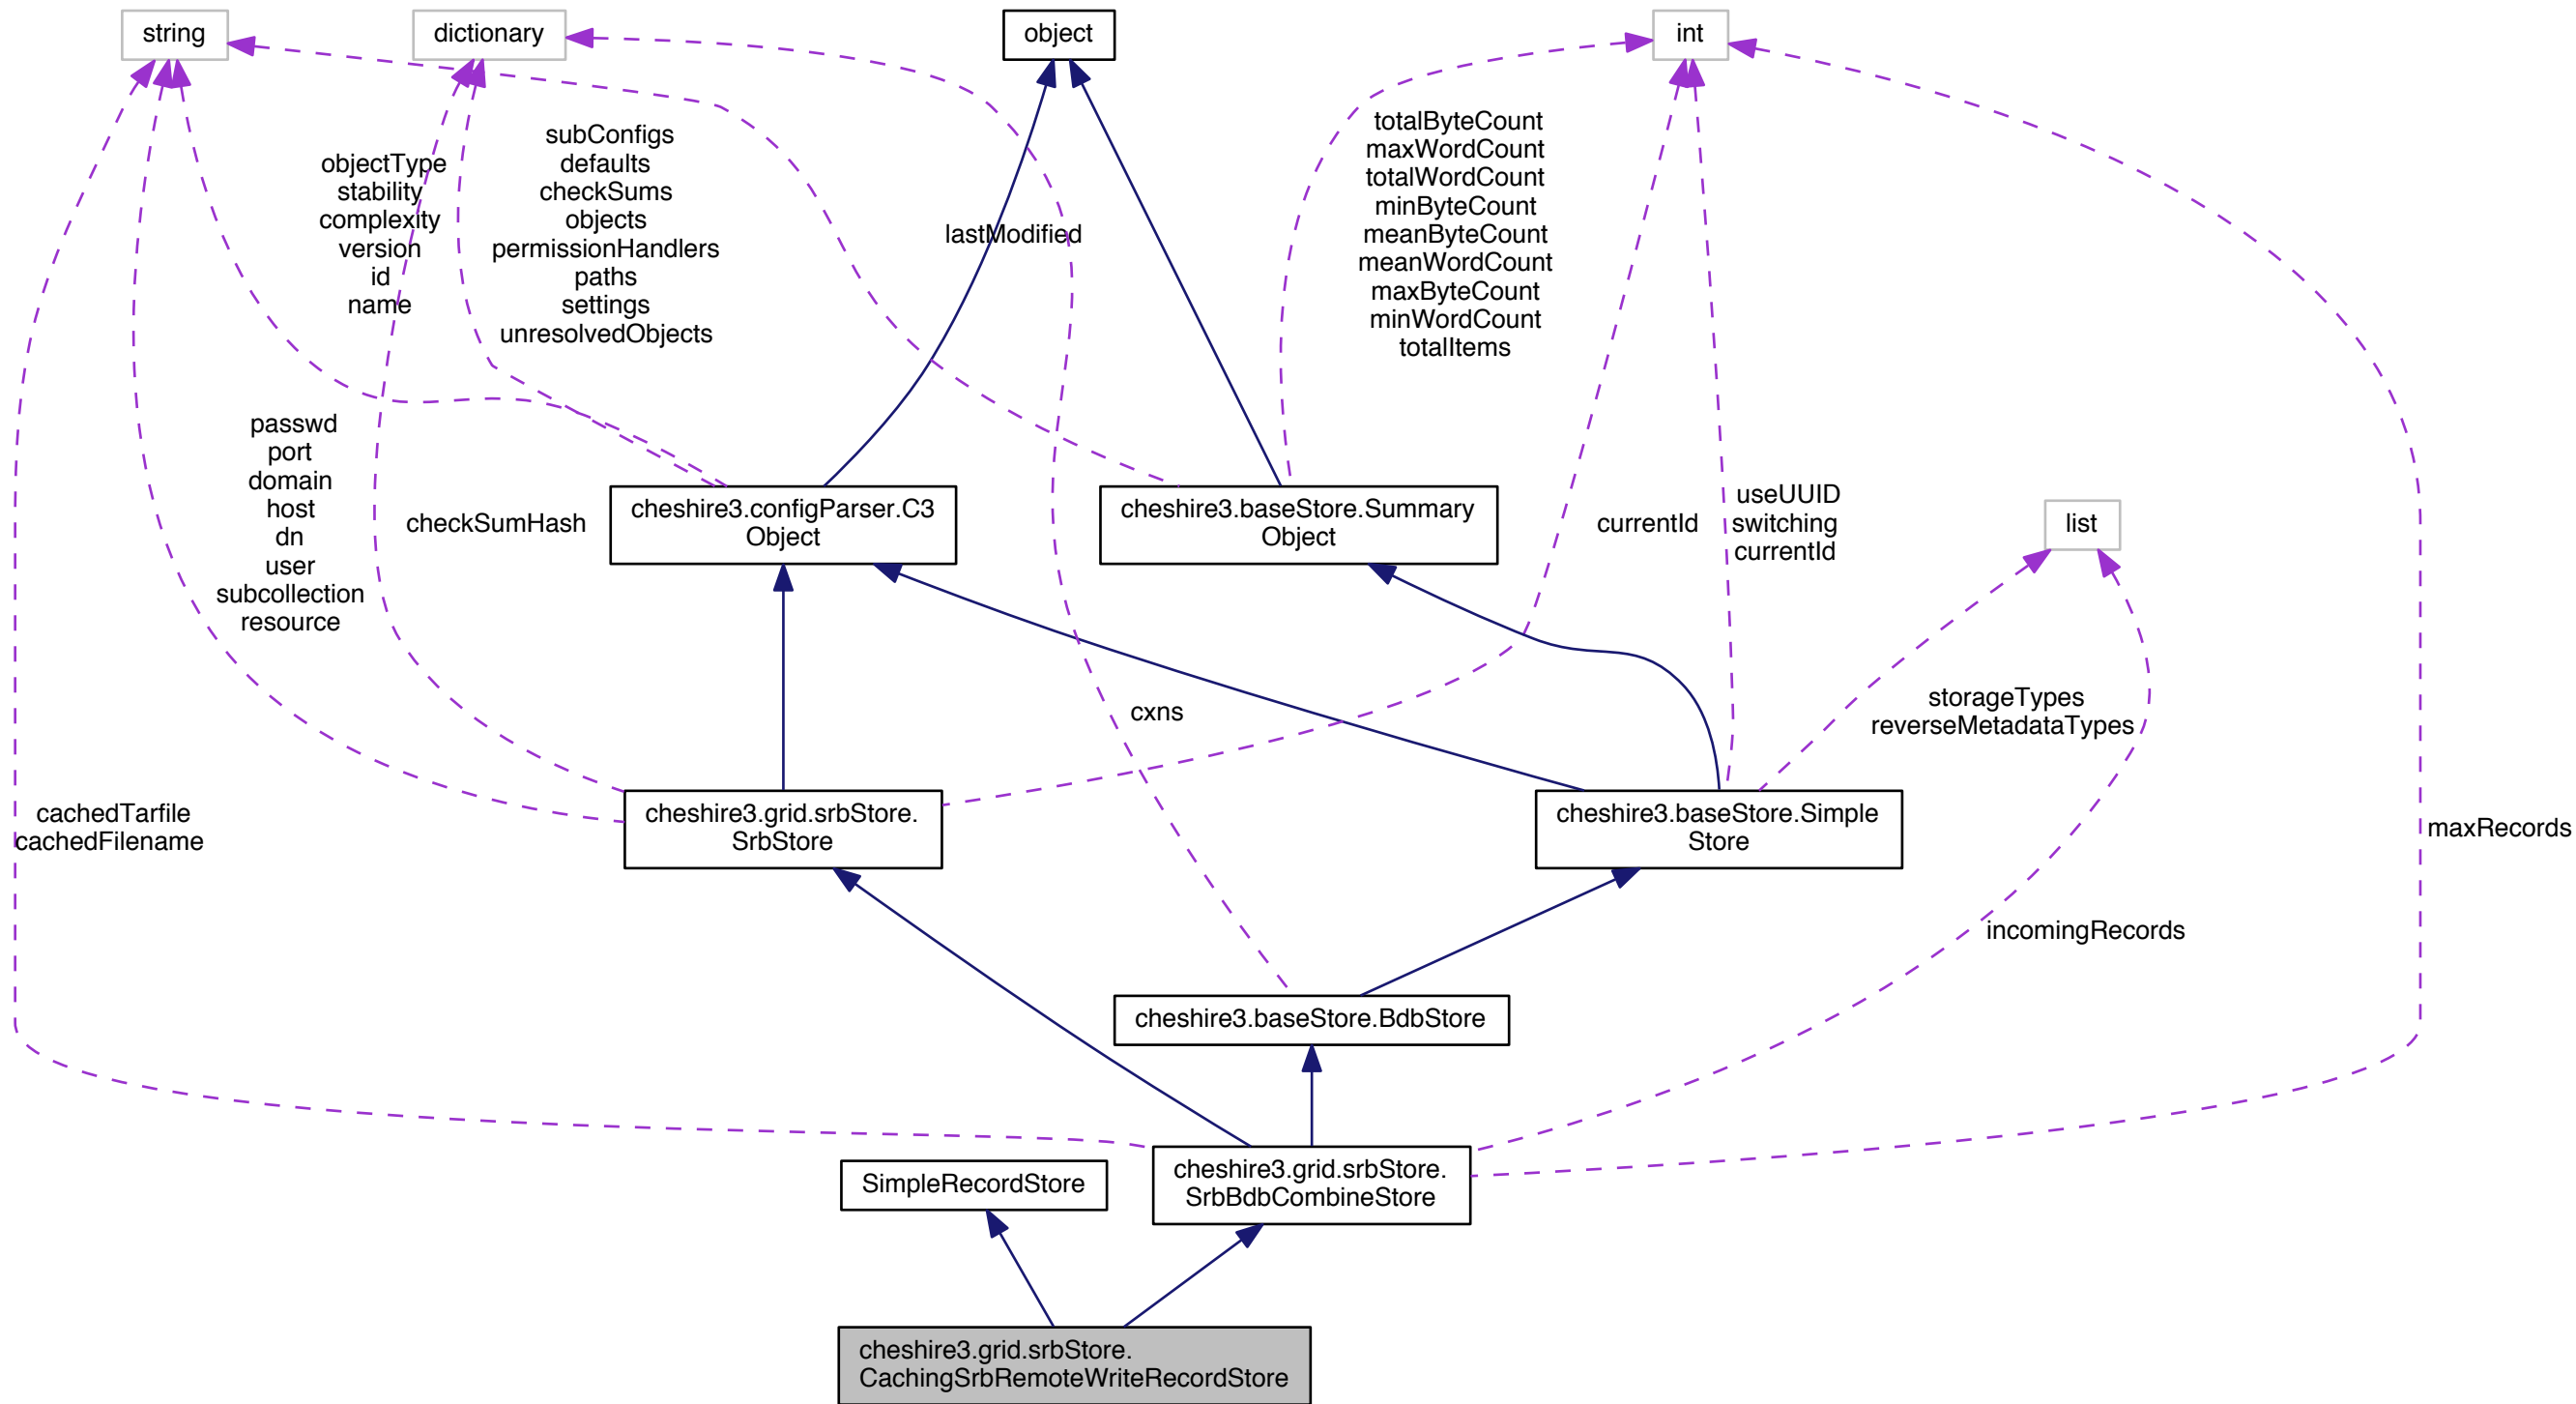 string
dictionary
object
int
objectType
stability
complexity
version
id
name
subConfigs
defaults
checkSums
objects
permissionHandlers
paths
settings
unresolvedObjects
lastModified
totalByteCount
maxWordCount
totalWordCount
minByteCount
meanByteCount
meanWordCount
maxByteCount
minWordCount
totalItems
passwd
port
domain
host
dn
user
subcollection
resource
checkSumHash
cheshire3.configParser.C3
Object
cheshire3.baseStore.Summary
Object
currentId
useUUID
switching
currentId
list
cxns
storageTypes
reverseMetadataTypes
cachedTarfile
cachedFilename
cheshire3.grid.srbStore.
SrbStore
cheshire3.baseStore.Simple
Store
maxRecords
incomingRecords
cheshire3.baseStore.BdbStore
SimpleRecordStore
cheshire3.grid.srbStore.
SrbBdbCombineStore
cheshire3.grid.srbStore.
CachingSrbRemoteWriteRecordStore